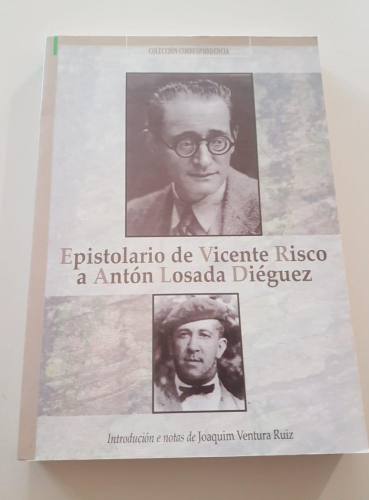 COLECCIÓN CORRESPONDENCIA
Epistolario de Vicente Risco
a Antón Losada Diéguez
Introdución e notas de Joaquim Ventura Ruiz